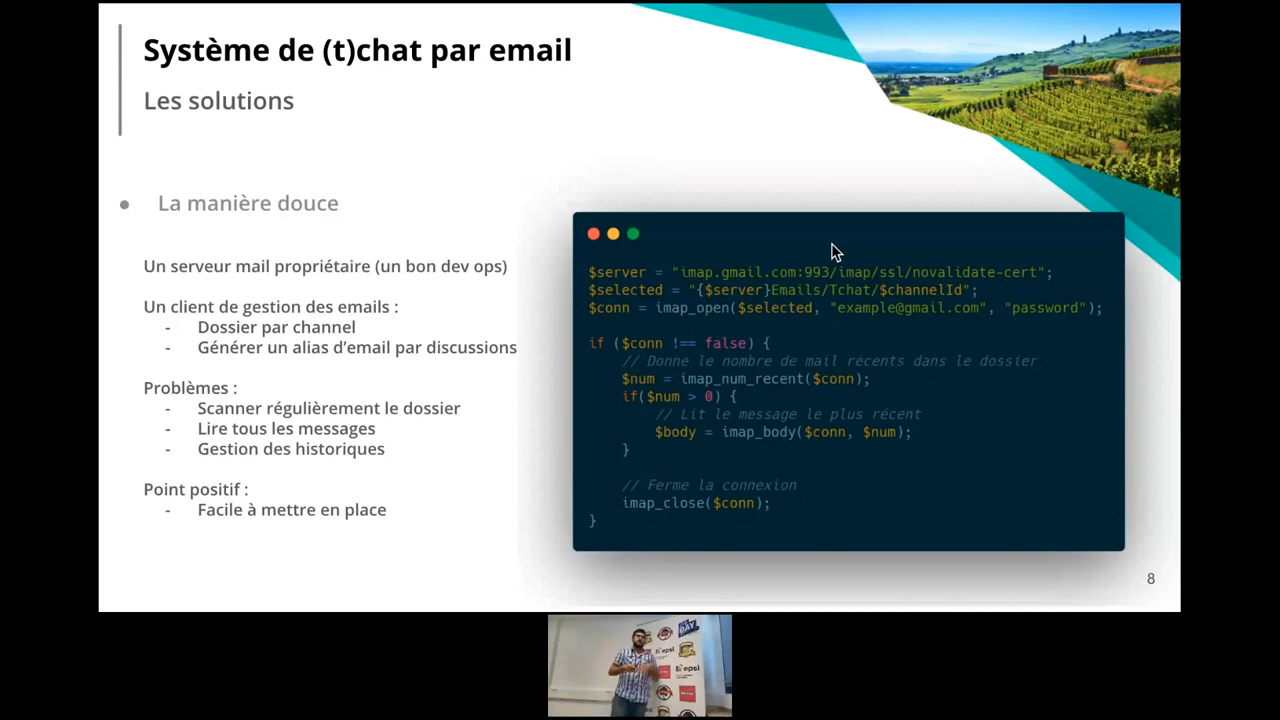 Système de (t)chat par email
Les solutions
● La manière douce
Un serveur mail propriétaire (un bon dev ops)
Un client de gestion des emails :
- Dossier par channel
- Générer un alias d'email par discussions
Problèmes :
- Scanner régulièrement le dossier
- Lire tous les messages
- Gestion des historiques
Point positif :
- Facile à mettre en place
$server = "imap.gmail.com:993/imap/ssl/novalidate-cert";
$selected = "{$server}Emails/Tchat/$channelId";
$conn = imap_open($selected, "example@gmail.com", "password");
if ($conn !== false) {
// Donne le nombre de mail récents dans le dossier
$num = imap_num_recent($conn);
if($num > 0) {
// Lit le message le plus récent
$body = imap_body($conn, $num);
}
// Ferme la connexion
imap_close($conn);
}
8
epsi
epsi